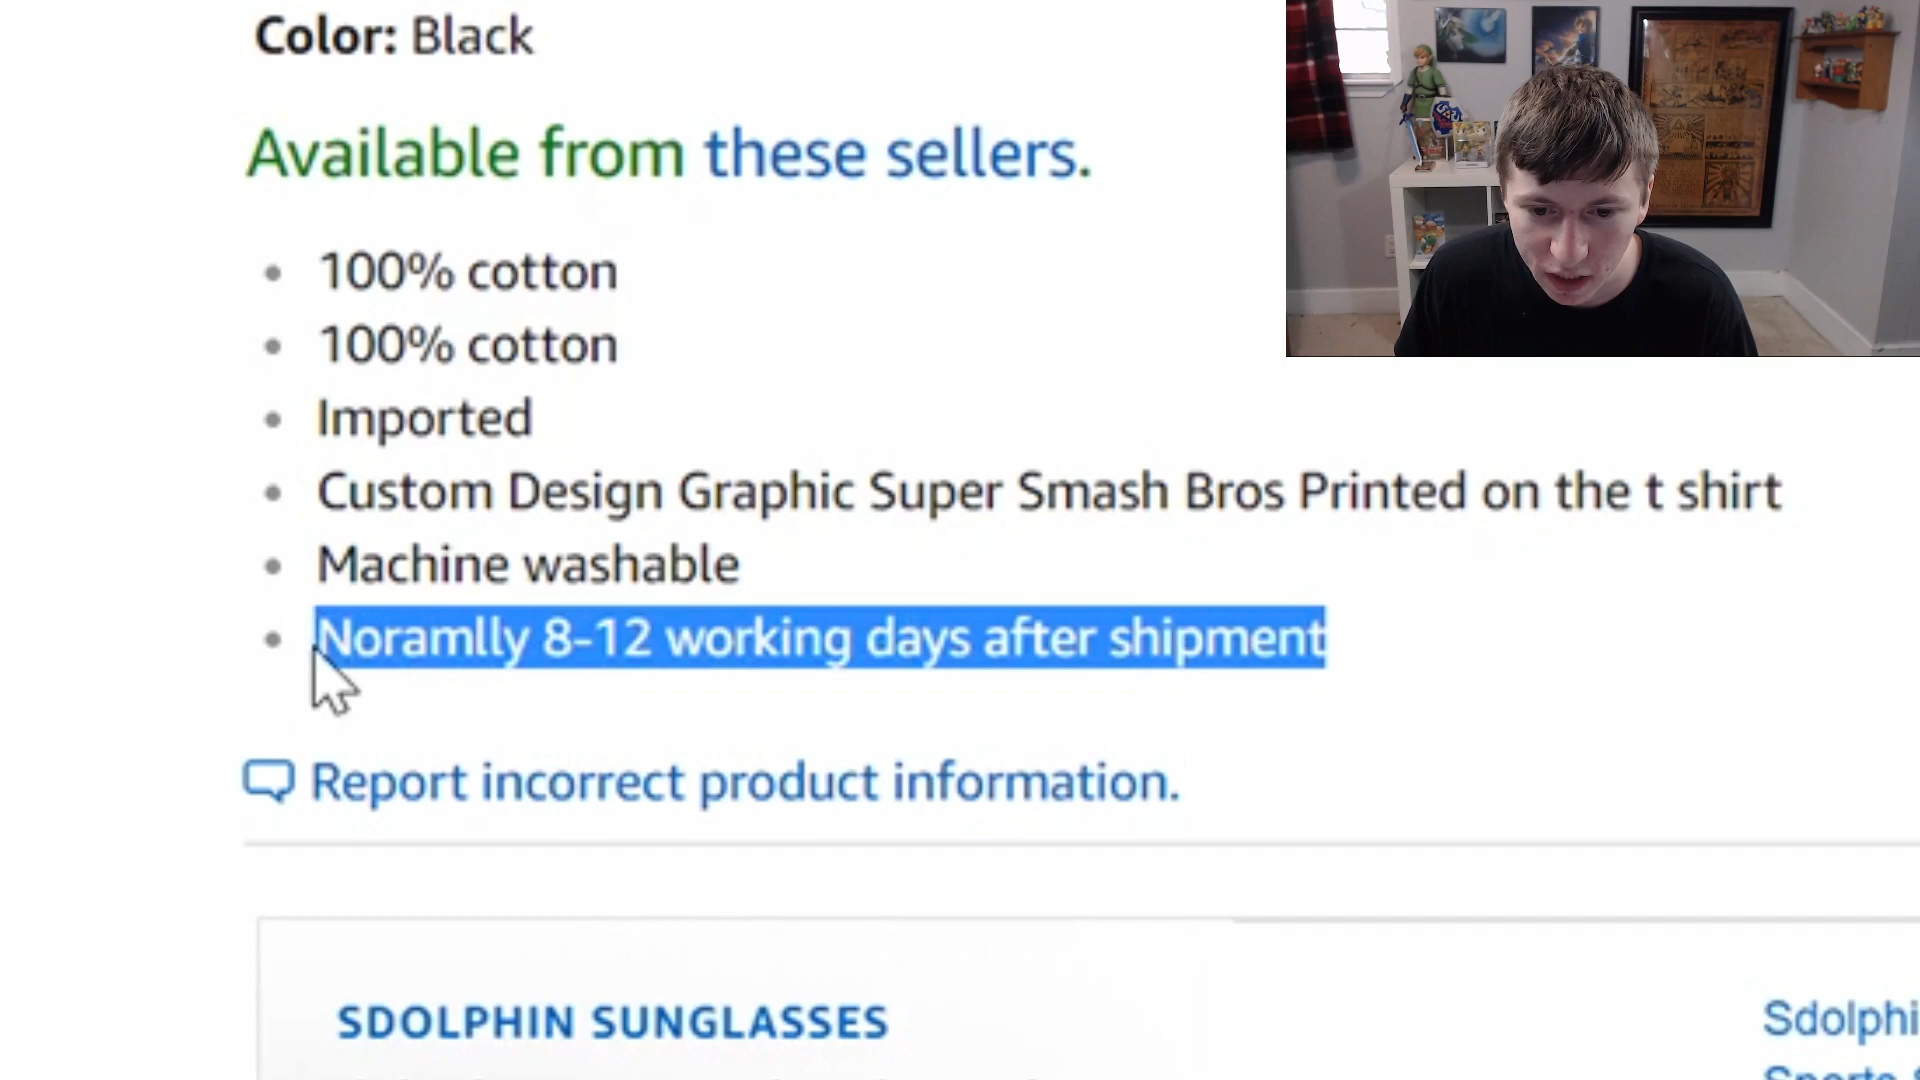 Color: Black
Available from these sellers.
100% cotton
100% cotton
Imported
Custom Design Graphic Super Smash Bros Printed on the t shirt
Machine washable
Noramlly 8-12 working days after shipment
Report incorrect product information.
SDOLPHIN SUNGLASSES
Sdolphi